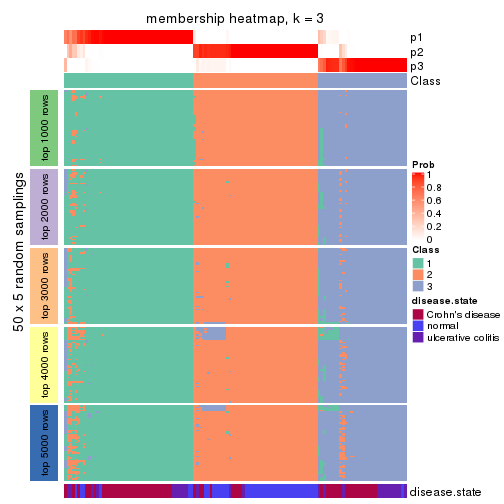 membership heatmap, k = 3
p1
p2
p3
Class
50 x 5 random samplings
top 1000 rows
top 2000 rows
top 3000 rows
top 4000 rows
top 5000 rows
Prob
1
0.8
0.6
0.4
0.2
0
Class
1
2
3
disease.state
Crohn's disease
normal
ulcerative colitis
disease.state